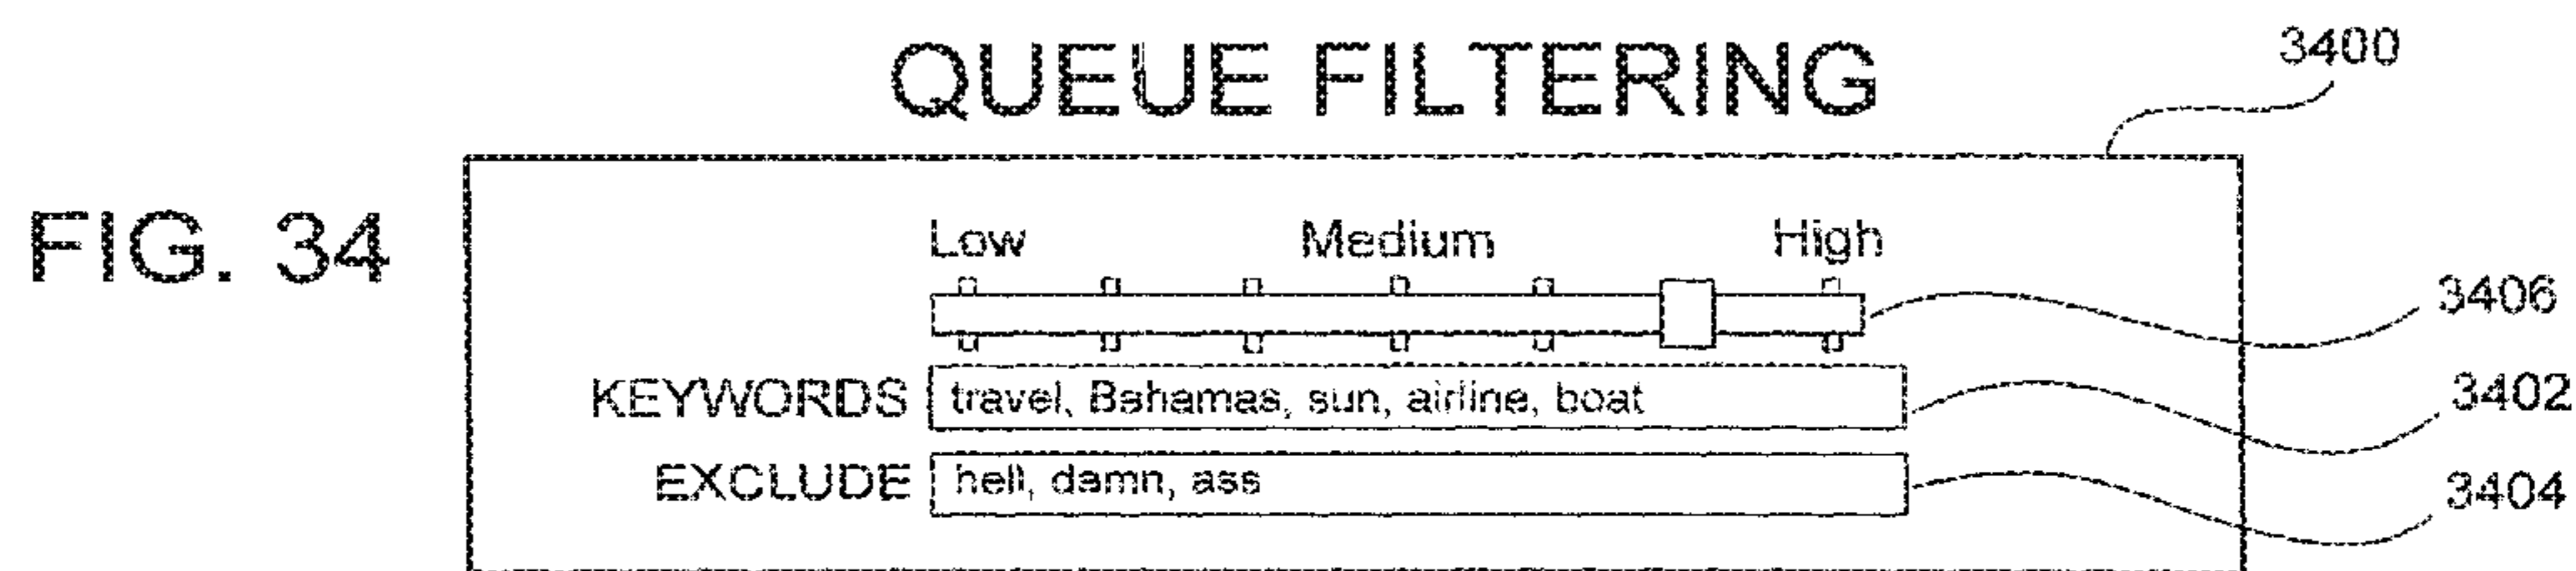 QUEUE FILTERING
3400
FIG. 34
Low Medium High
3406
KEYWORDS travel, Bahamas, sun, airline, boat
3402
EXCLUDE hell, damn, ass
3404